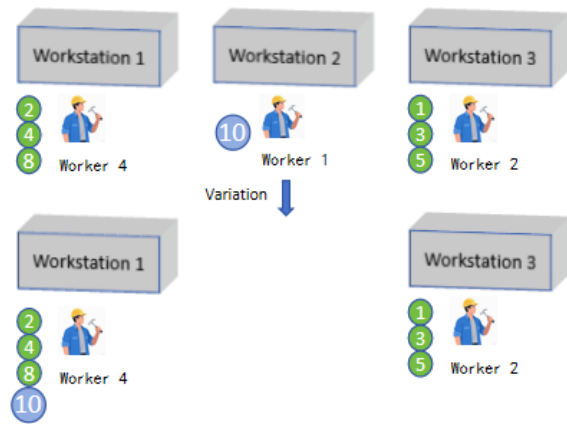 Workstation 1 Workstation 2 Workstation 3
2 1
4 10 3
8 Worker 4 Worker 1 5 Worker 2
Variation
Workstation 1 Workstation 3
2 1
4 3
8 Worker 4 5 Worker 2
10